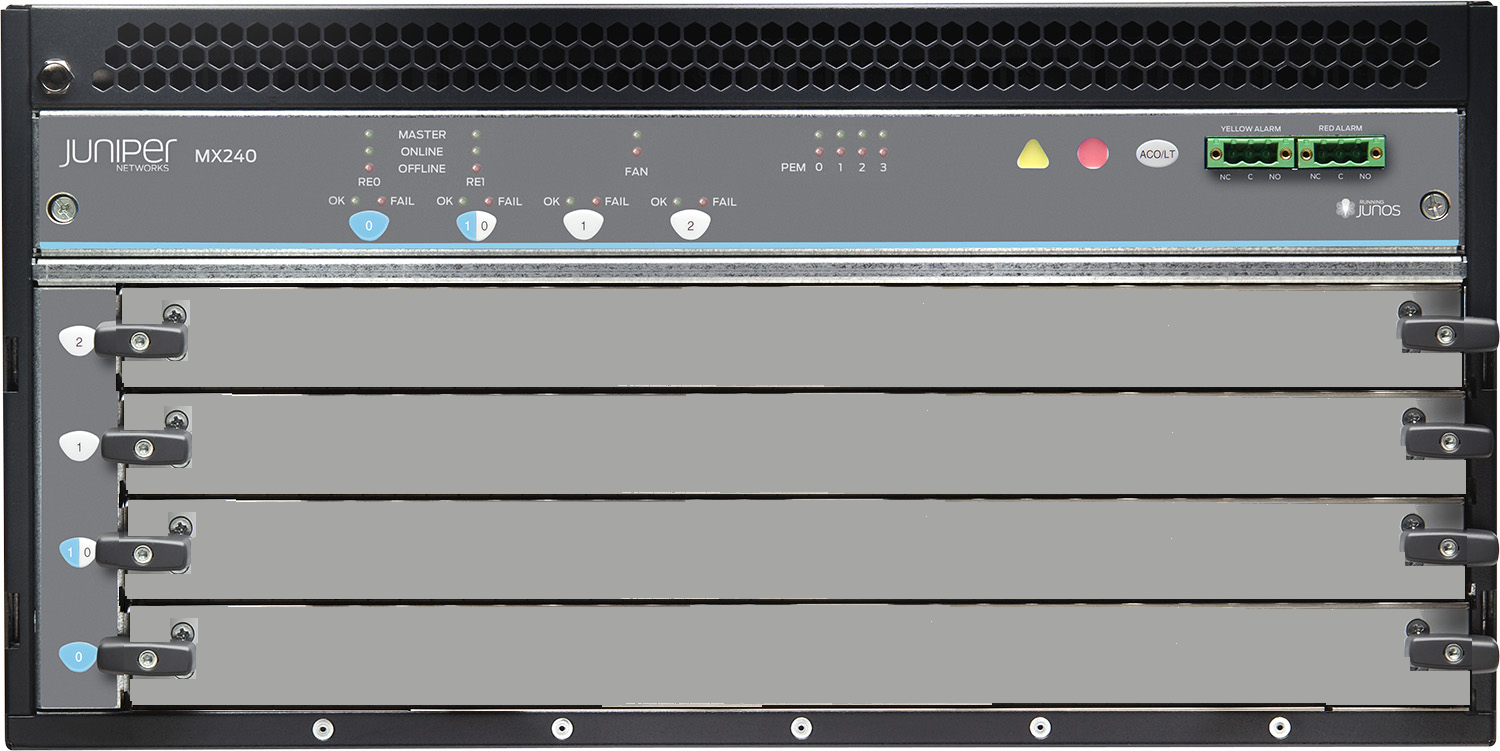 JUNIPER NETWORKS MX240
MASTER
ONLINE
OFFLINE
RE0 RE1
FAN
PEM 0 1 2 3
ACO/LT
YELLOW ALARM RED ALARM
NC C NO NC C NO
OK FAIL OK FAIL OK FAIL OK FAIL
0 1 0 1 2
RUNNING
JUNOS
2
1
1 0
0